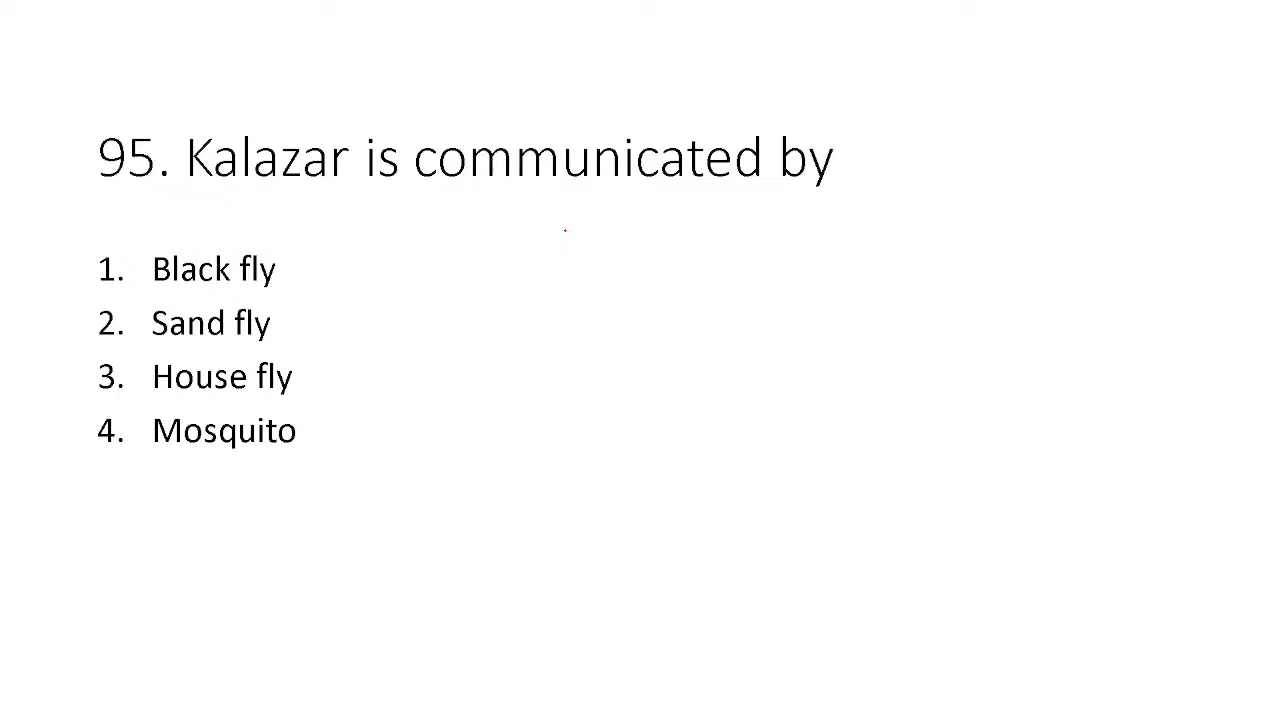 95. Kalazar is communicated by
1. Black fly
2. Sand fly
3. House fly
4. Mosquito